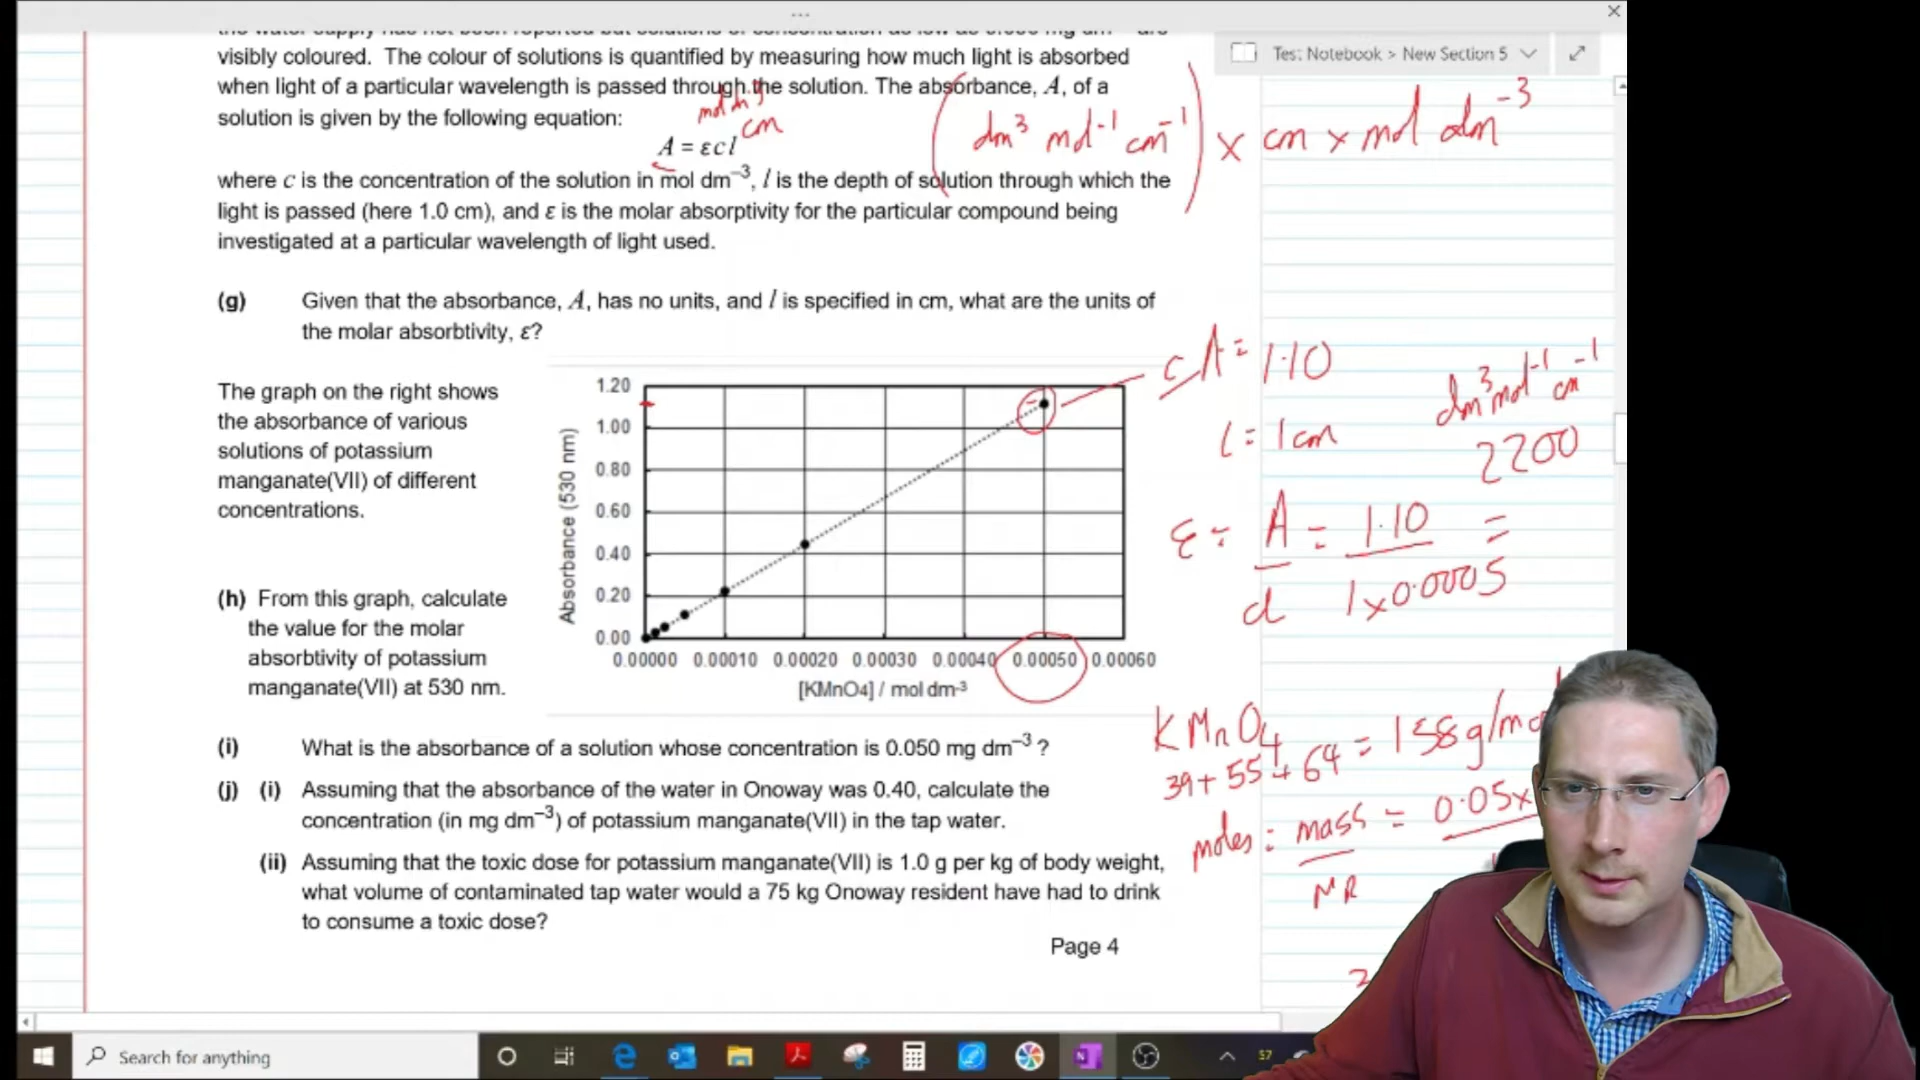 Test Notebook > New Section 5
visibly coloured. The colour of solutions is quantified by measuring how much light is absorbed
when light of a particular wavelength is passed through the solution. The absorbance, A, of a
solution is given by the following equation:
mol dm³
cm
A = εcl
(dm³ mol⁻¹ cm⁻¹) × cm × mol dm⁻³
where c is the concentration of the solution in mol dm⁻³, l is the depth of solution through which the
light is passed (here 1.0 cm), and ε is the molar absorptivity for the particular compound being
investigated at a particular wavelength of light used.
(g) Given that the absorbance, A, has no units, and l is specified in cm, what are the units of
the molar absorbtivity, ε?
The graph on the right shows
the absorbance of various
solutions of potassium
manganate(VII) of different
concentrations.
(h) From this graph, calculate
the value for the molar
absorbtivity of potassium
manganate(VII) at 530 nm.
Absorbance (530 nm)
1.20
1.00
0.80
0.60
0.40
0.20
0.00
0.00000 0.00010 0.00020 0.00030 0.00040 0.00050 0.00060
[KMnO4] / mol dm-3
c A = 1.10
l = 1cm
dm³ mol⁻¹ cm⁻¹
2200
ε = A = 1.10 =
cl 1×0.0005
KMnO4
39 + 55 + 64 = 158 g/mo
moles = mass = 0.05×
MR
(i) What is the absorbance of a solution whose concentration is 0.050 mg dm⁻³ ?
(j) (i) Assuming that the absorbance of the water in Onoway was 0.40, calculate the
concentration (in mg dm⁻³) of potassium manganate(VII) in the tap water.
(ii) Assuming that the toxic dose for potassium manganate(VII) is 1.0 g per kg of body weight,
what volume of contaminated tap water would a 75 kg Onoway resident have had to drink
to consume a toxic dose?
Page 4
Search for anything
57